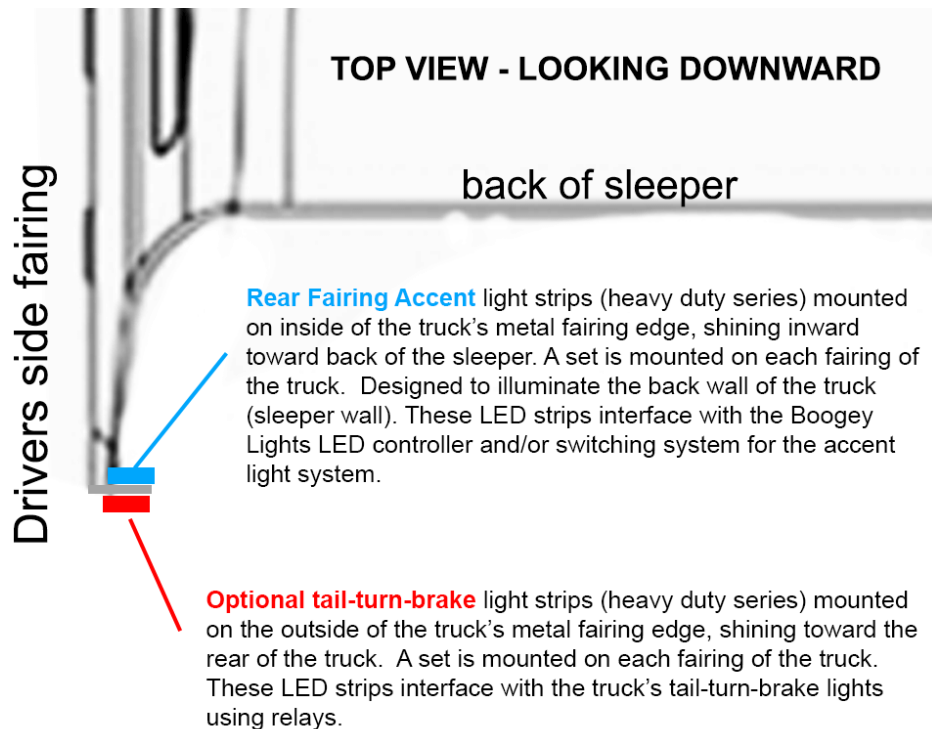 TOP VIEW - LOOKING DOWNWARD
back of sleeper
Drivers side fairing
Rear Fairing Accent light strips (heavy duty series) mounted
on inside of the truck's metal fairing edge, shining inward
toward back of the sleeper. A set is mounted on each fairing of
the truck.  Designed to illuminate the back wall of the truck
(sleeper wall). These LED strips interface with the Boogey
Lights LED controller and/or switching system for the accent
light system.
Optional tail-turn-brake light strips (heavy duty series) mounted
on the outside of the truck's metal fairing edge, shining toward the
rear of the truck.  A set is mounted on each fairing of the truck.
These LED strips interface with the truck's tail-turn-brake lights
using relays.